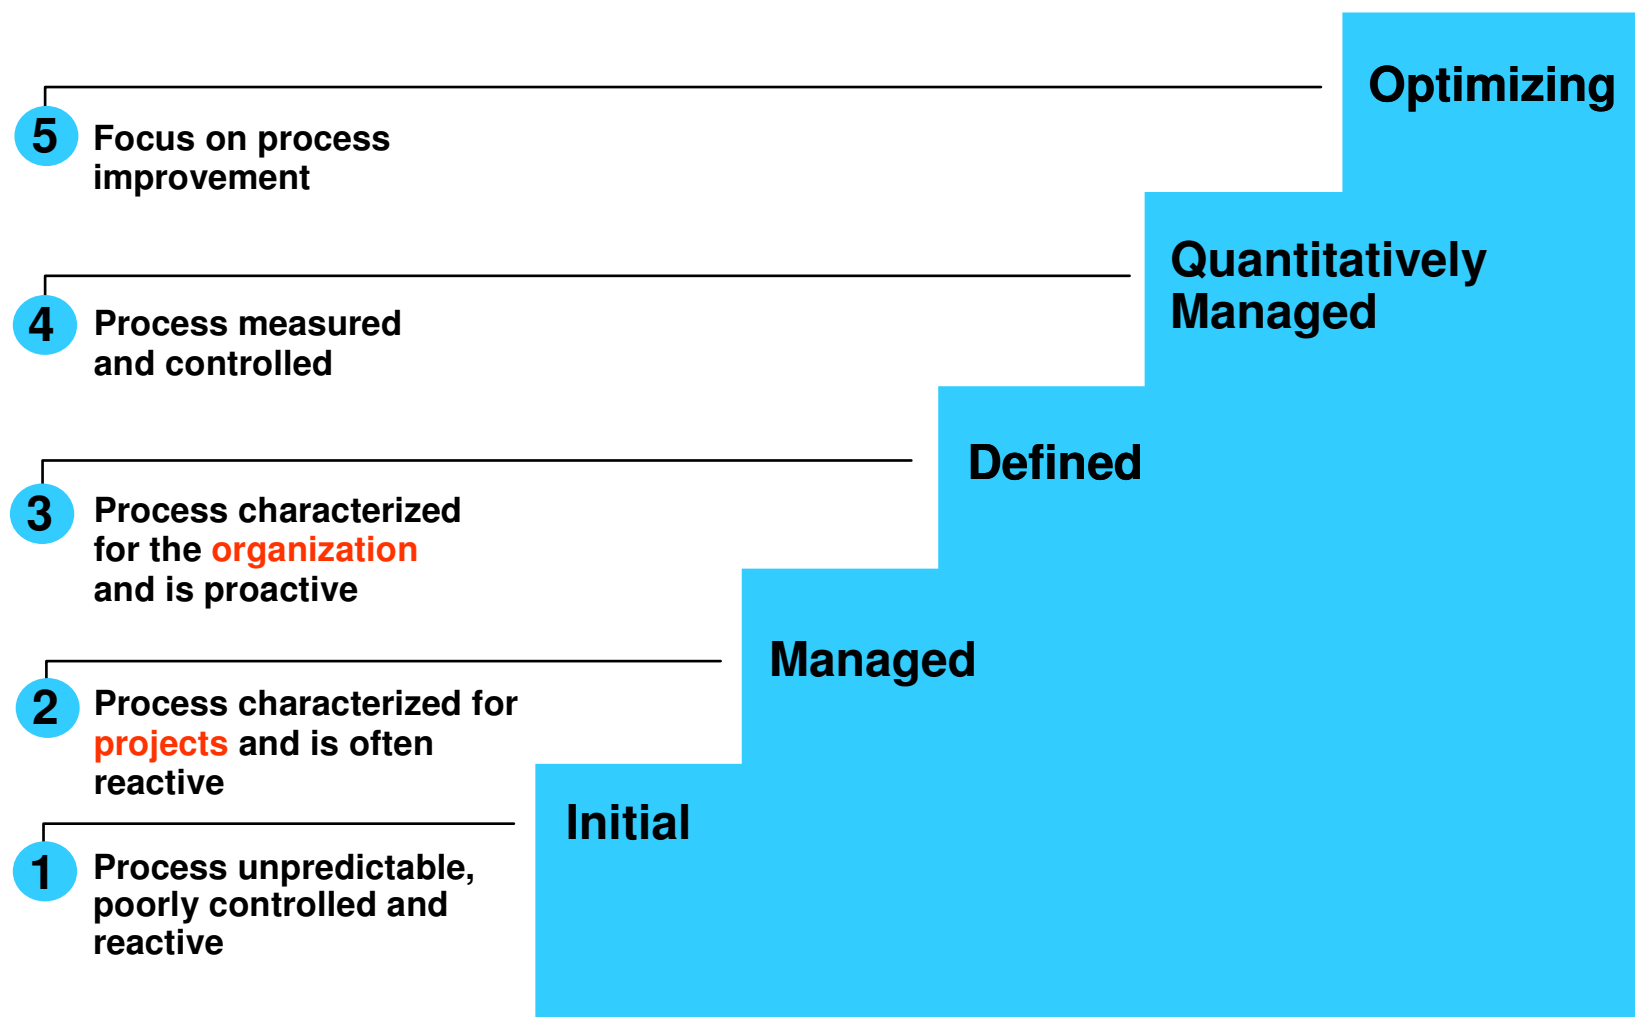 Optimizing
5
Focus on process
improvement
Quantitatively
Managed
4
Process measured
and controlled
Defined
3
Process characterized
for the organization
and is proactive
Managed
2
Process characterized for
projects and is often
reactive
Initial
1
Process unpredictable,
poorly controlled and
reactive